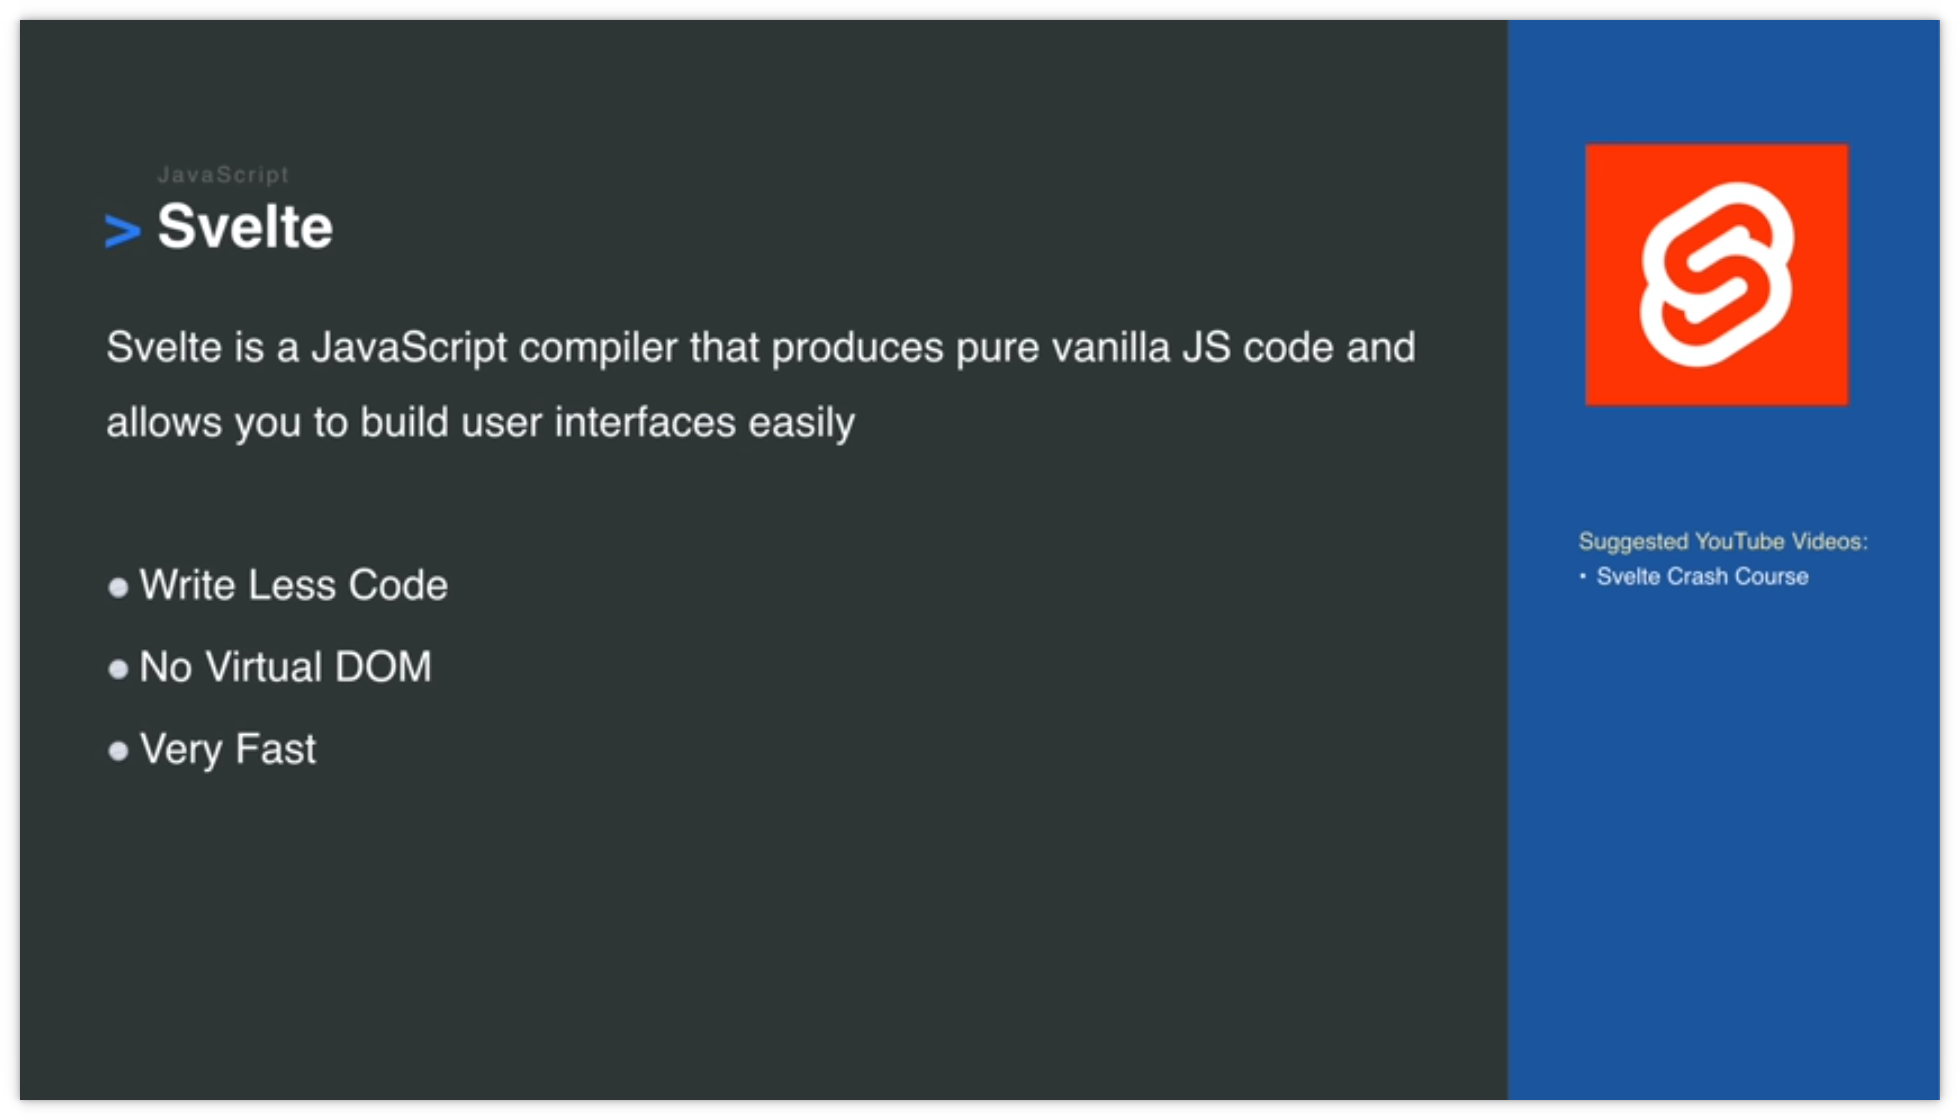 JavaScript
> Svelte
Svelte is a JavaScript compiler that produces pure vanilla JS code and
allows you to build user interfaces easily
● Write Less Code
● No Virtual DOM
● Very Fast
Suggested YouTube Videos:
• Svelte Crash Course